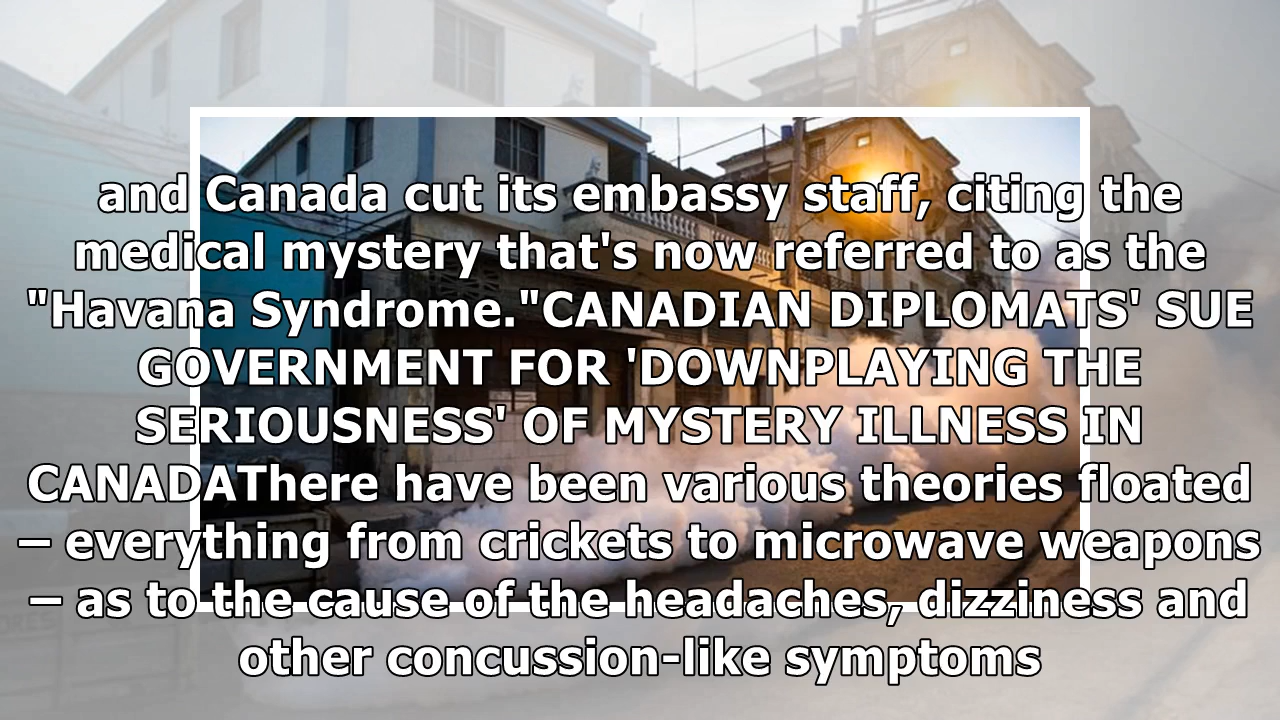 and Canada cut its embassy staff, citing the
medical mystery that's now referred to as the
"Havana Syndrome."CANADIAN DIPLOMATS' SUE
GOVERNMENT FOR 'DOWNPLAYING THE
SERIOUSNESS' OF MYSTERY ILLNESS IN
CANADAThere have been various theories floated
– everything from crickets to microwave weapons
– as to the cause of the headaches, dizziness and
other concussion-like symptoms